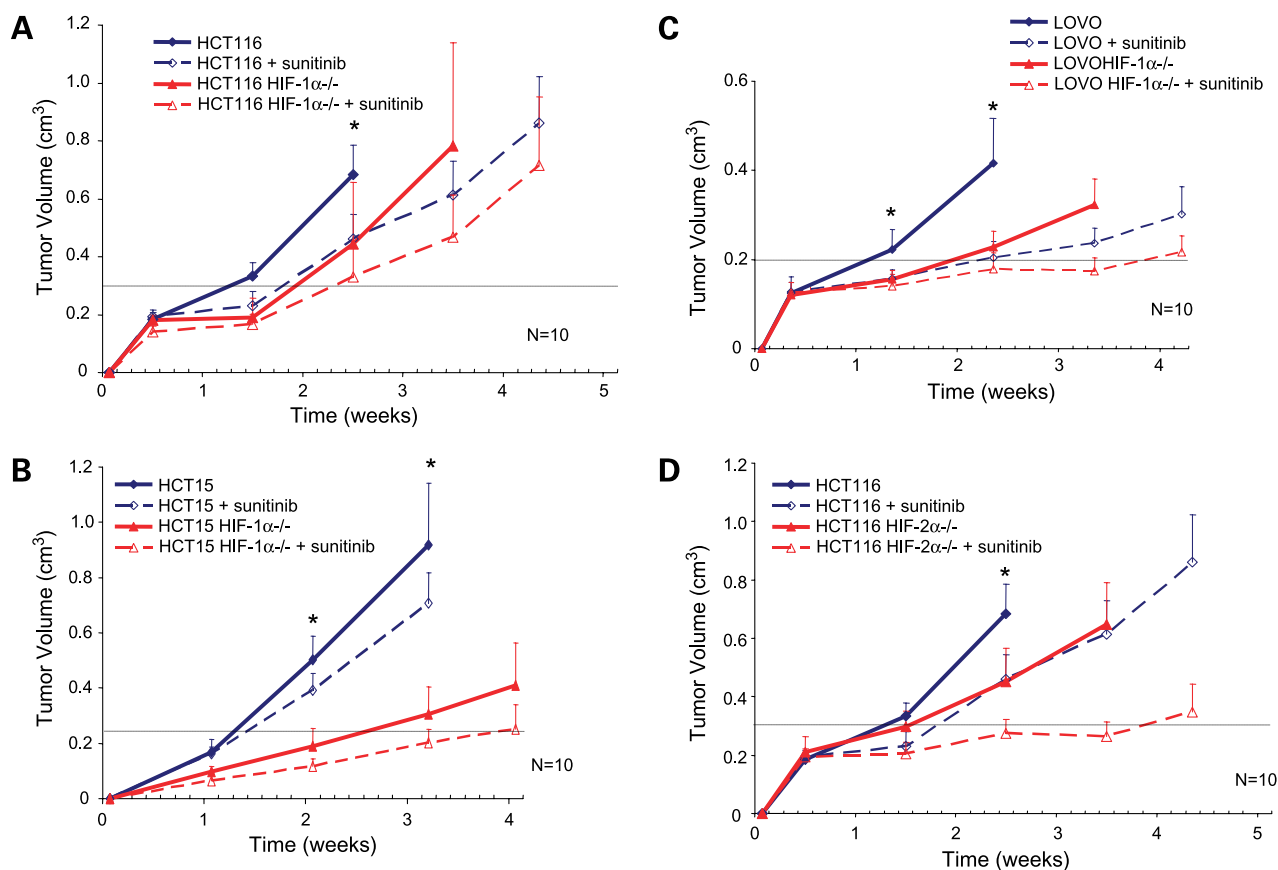 A
HCT116
HCT116 + sunitinib
HCT116 HIF-1α-/-
HCT116 HIF-1α-/- + sunitinib
Tumor Volume (cm³)
1.2
1.0
0.8
0.6
0.4
0.2
0
*
N=10
0 1 2 3 4 5
Time (weeks)
C
LOVO
LOVO + sunitinib
LOVOHIF-1α-/-
LOVO HIF-1α-/- + sunitinib
Tumor Volume (cm³)
0.6
0.4
0.2
0
*
*
N=10
0 1 2 3 4
Time (weeks)
B
HCT15
HCT15 + sunitinib
HCT15 HIF-1α-/-
HCT15 HIF-1α-/- + sunitinib
Tumor Volume (cm³)
1.2
1.0
0.8
0.6
0.4
0.2
0
*
*
N=10
0 1 2 3 4
Time (weeks)
D
HCT116
HCT116 + sunitinib
HCT116 HIF-2α-/-
HCT116 HIF-2α-/- + sunitinib
Tumor Volume (cm³)
1.2
1.0
0.8
0.6
0.4
0.2
0
*
N=10
0 1 2 3 4 5
Time (weeks)